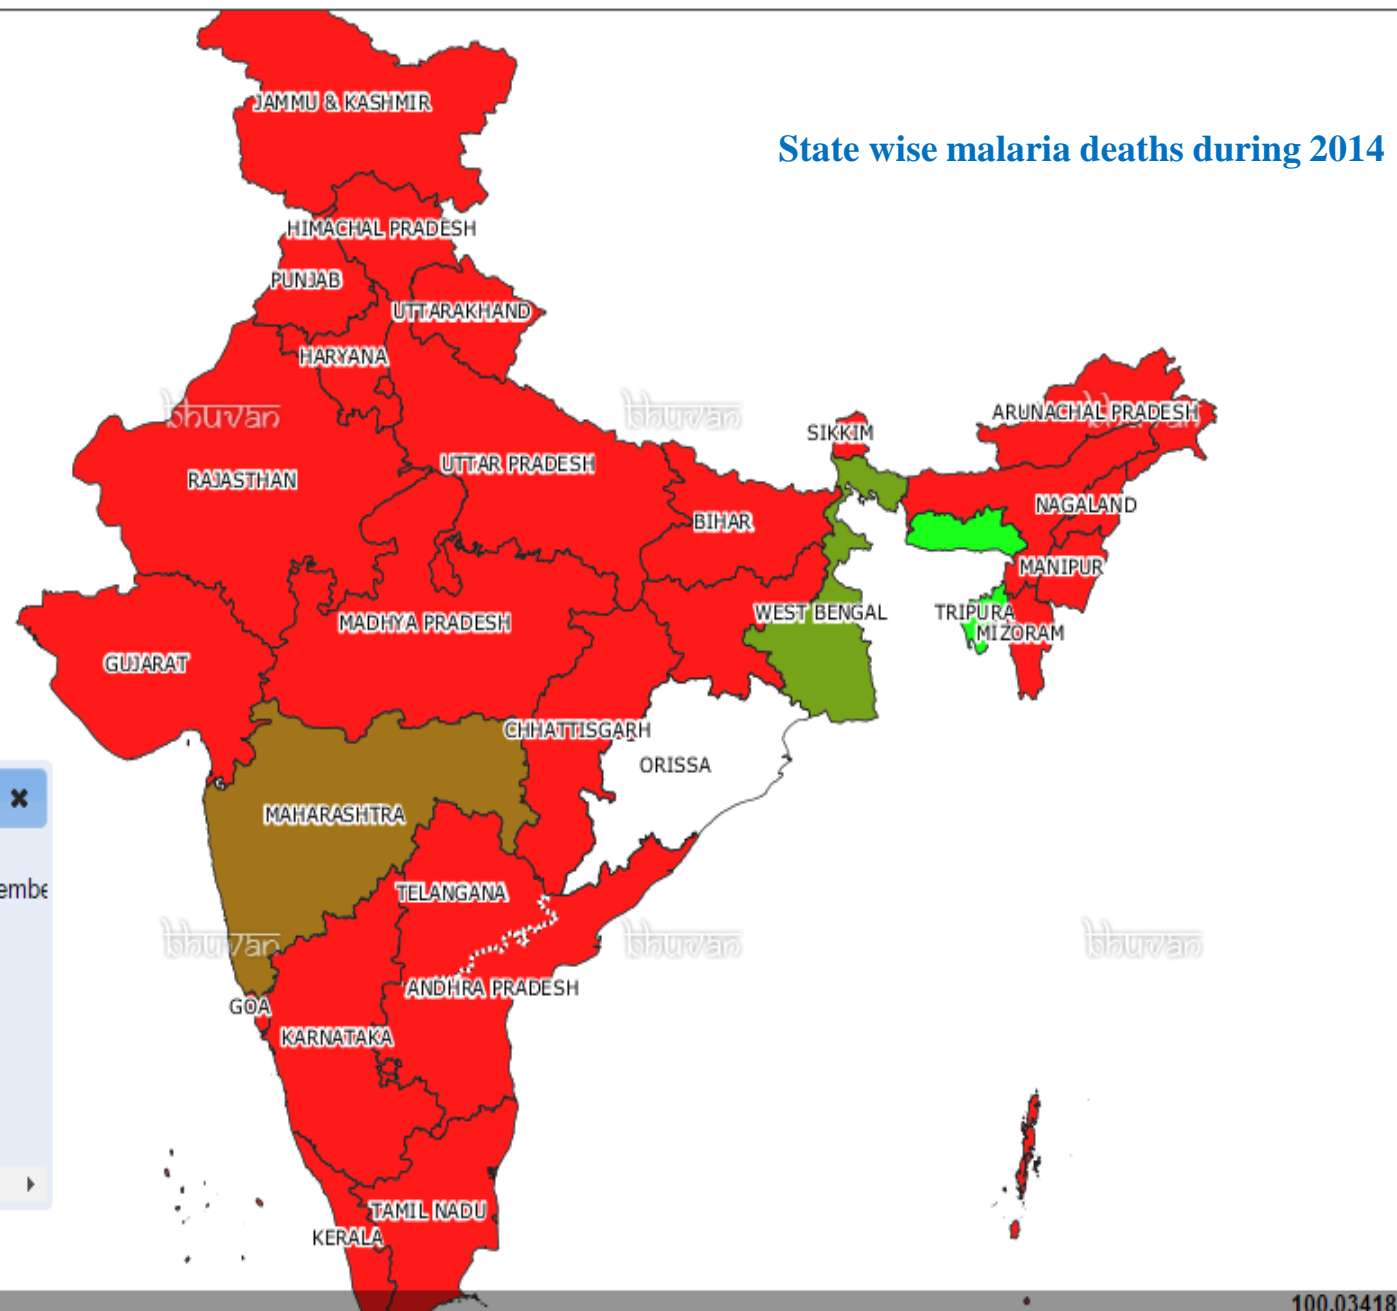 JAMMU & KASHMIR
State wise malaria deaths during 2014
HIMACHAL PRADESH
PUNJAB
UTTARAKHAND
HARYANA
bhuvan
bhuvan
bhuvan
ARUNACHAL PRADESH
SIKKIM
UTTAR PRADESH
RAJASTHAN
NAGALAND
BIHAR
MANIPUR
WEST BENGAL
TRIPURA
MADHYA PRADESH
MIZORAM
GUJARAT
CHHATTISGARH
ORISSA
MAHARASHTRA
embe
TELANGANA
bhuvan
bhuvan
bhuvan
ANDHRA PRADESH
GOA
KARNATAKA
TAMIL NADU
KERALA
100.03418